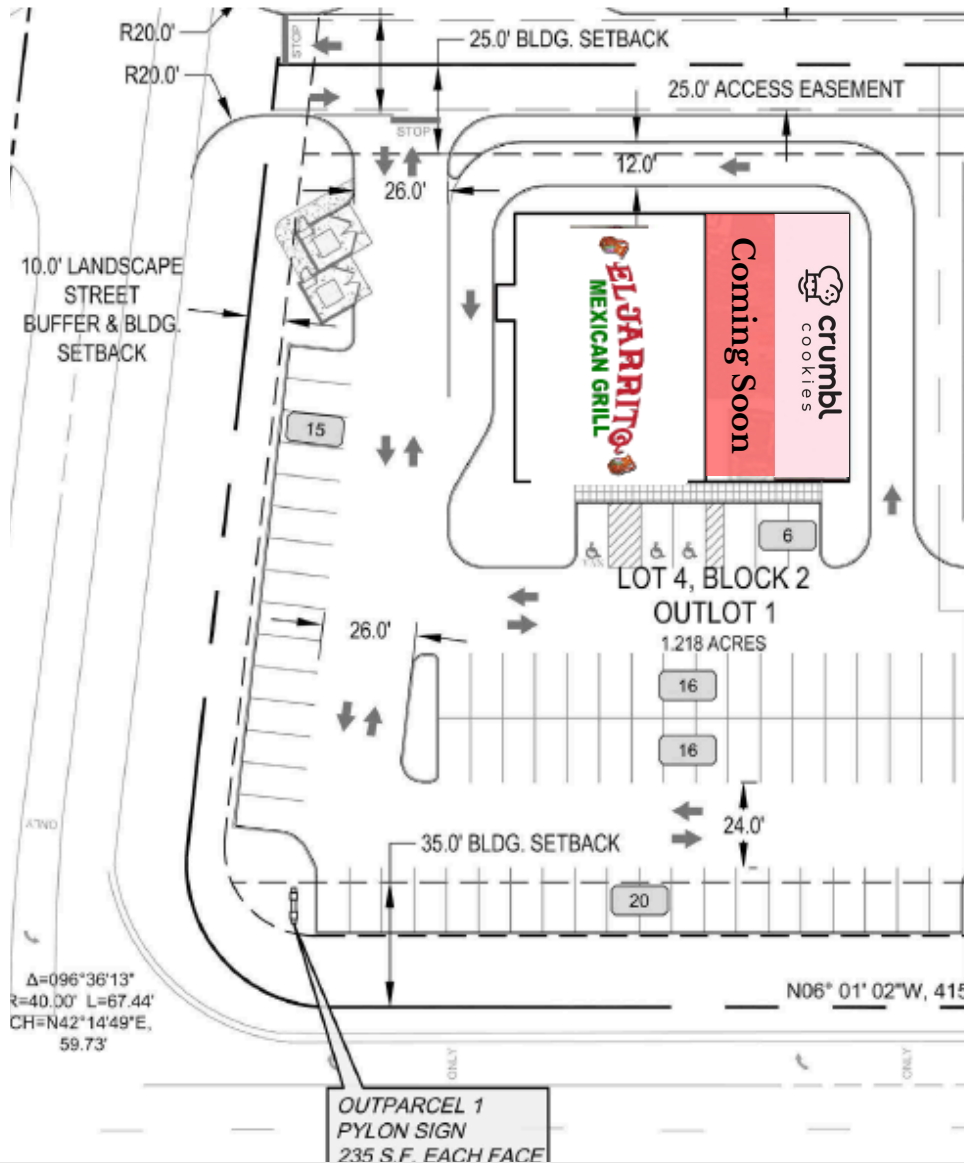 R20.0'
STOP
25.0' BLDG. SETBACK
R20.0'
25.0' ACCESS EASEMENT
STOP
12.0'
26.0'
10.0' LANDSCAPE
STREET
BUFFER & BLDG.
SETBACK
EL JARRITO
MEXICAN GRILL
Coming Soon
crumbl
cookies
15
6
LOT 4, BLOCK 2
OUTLOT 1
1.218 ACRES
26.0'
16
16
24.0'
ONLY
35.0' BLDG. SETBACK
20
Δ=096°36'13"
R=40.00' L=67.44'
CH=N42°14'49"E,
59.73'
N06° 01' 02"W, 415
ONLY
ONLY
OUTPARCEL 1
PYLON SIGN
235 S.F. EACH FACE